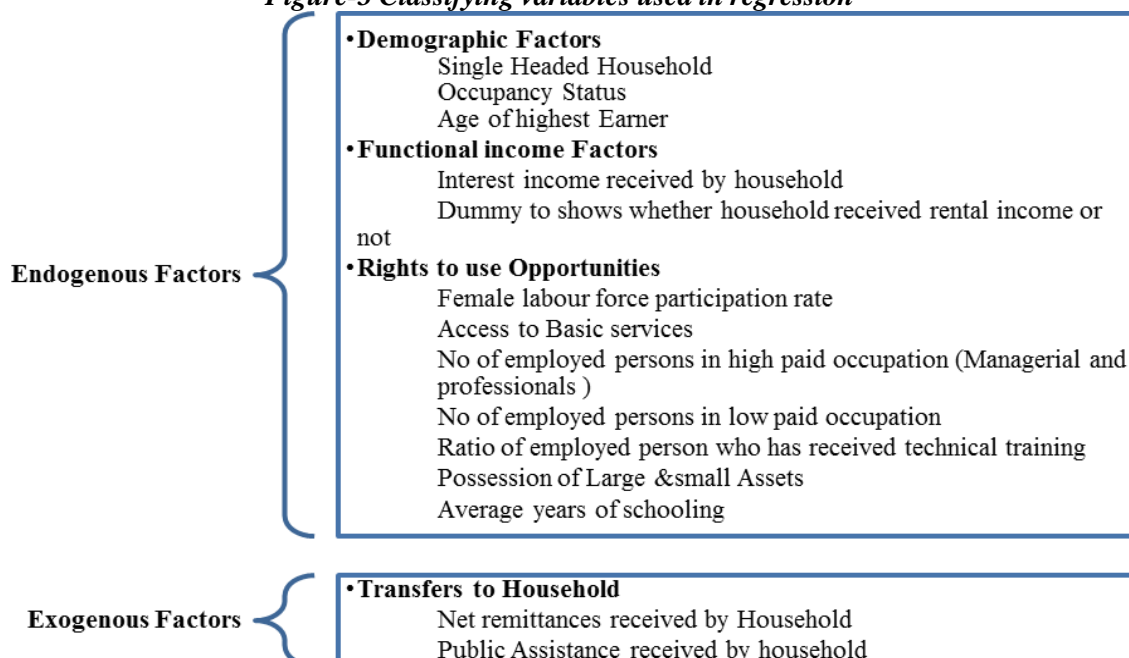 Figure-3 Classifying variables used in regression
Endogenous Factors
•Demographic Factors
Single Headed Household
Occupancy Status
Age of highest Earner
•Functional income Factors
Interest income received by household
Dummy to shows whether household received rental income or
not
•Rights to use Opportunities
Female labour force participation rate
Access to Basic services
No of employed persons in high paid occupation (Managerial and
professionals )
No of employed persons in low paid occupation
Ratio of employed person who has received technical training
Possession of Large &small Assets
Average years of schooling
Exogenous Factors
•Transfers to Household
Net remittances received by Household
Public Assistance received by household